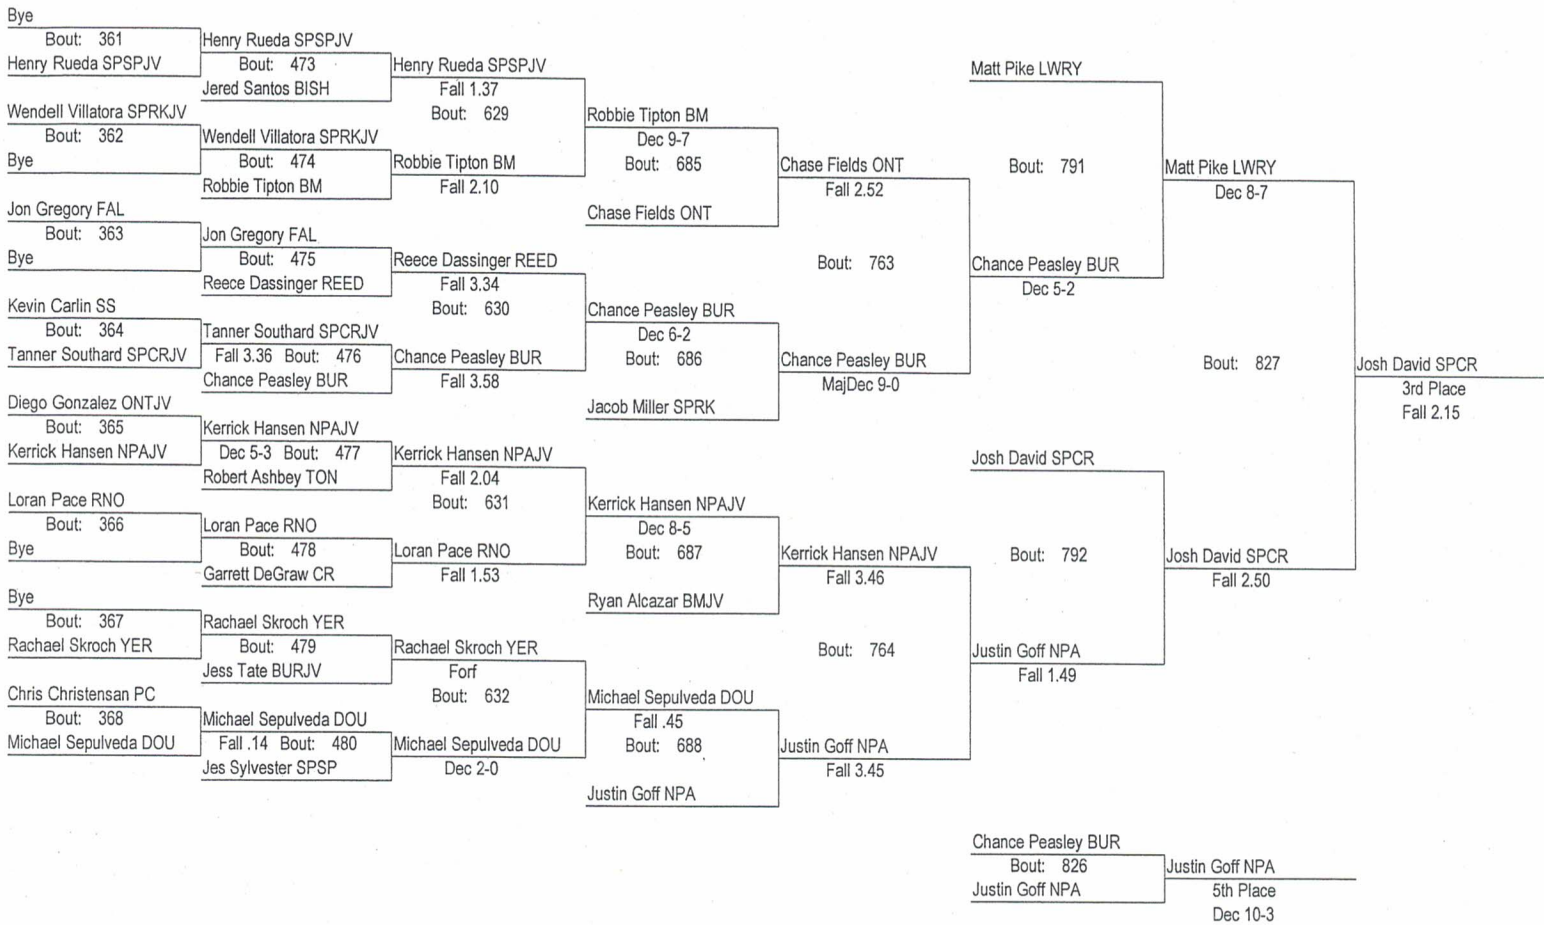 Bye
Bout: 361
Henry Rueda SPSPJV
Wendell Villatora SPRKJV
Bout: 362
Bye
Jon Gregory FAL
Bout: 363
Bye
Kevin Carlin SS
Bout: 364
Tanner Southard SPCRJV
Diego Gonzalez ONTJV
Bout: 365
Kerrick Hansen NPAJV
Loran Pace RNO
Bout: 366
Bye
Bye
Bout: 367
Rachael Skroch YER
Chris Christensan PC
Bout: 368
Michael Sepulveda DOU
Henry Rueda SPSPJV
Bout: 473
Jered Santos BISH
Wendell Villatora SPRKJV
Bout: 474
Robbie Tipton BM
Jon Gregory FAL
Bout: 475
Reece Dassinger REED
Tanner Southard SPCRJV
Fall 3.36 Bout: 476
Chance Peasley BUR
Kerrick Hansen NPAJV
Dec 5-3 Bout: 477
Robert Ashbey TON
Loran Pace RNO
Bout: 478
Garrett DeGraw CR
Rachael Skroch YER
Bout: 479
Jess Tate BURJV
Michael Sepulveda DOU
Fall .14 Bout: 480
Jes Sylvester SPSP
Henry Rueda SPSPJV
Fall 1.37
Bout: 629
Robbie Tipton BM
Fall 2.10
Reece Dassinger REED
Fall 3.34
Bout: 630
Chance Peasley BUR
Fall 3.58
Kerrick Hansen NPAJV
Fall 2.04
Bout: 631
Loran Pace RNO
Fall 1.53
Rachael Skroch YER
Forf
Bout: 632
Michael Sepulveda DOU
Dec 2-0
Robbie Tipton BM
Dec 9-7
Bout: 685
Chase Fields ONT
Chance Peasley BUR
Dec 6-2
Bout: 686
Jacob Miller SPRK
Kerrick Hansen NPAJV
Dec 8-5
Bout: 687
Ryan Alcazar BMJV
Michael Sepulveda DOU
Fall .45
Bout: 688
Justin Goff NPA
Chase Fields ONT
Fall 2.52
Bout: 763
Chance Peasley BUR
MajDec 9-0
Kerrick Hansen NPAJV
Fall 3.46
Bout: 764
Justin Goff NPA
Fall 3.45
Matt Pike LWRY
Bout: 791
Chance Peasley BUR
Dec 5-2
Josh David SPCR
Bout: 792
Justin Goff NPA
Fall 1.49
Matt Pike LWRY
Dec 8-7
Bout: 827
Josh David SPCR
Fall 2.50
Josh David SPCR
3rd Place
Fall 2.15
Chance Peasley BUR
Bout: 826
Justin Goff NPA
Justin Goff NPA
5th Place
Dec 10-3